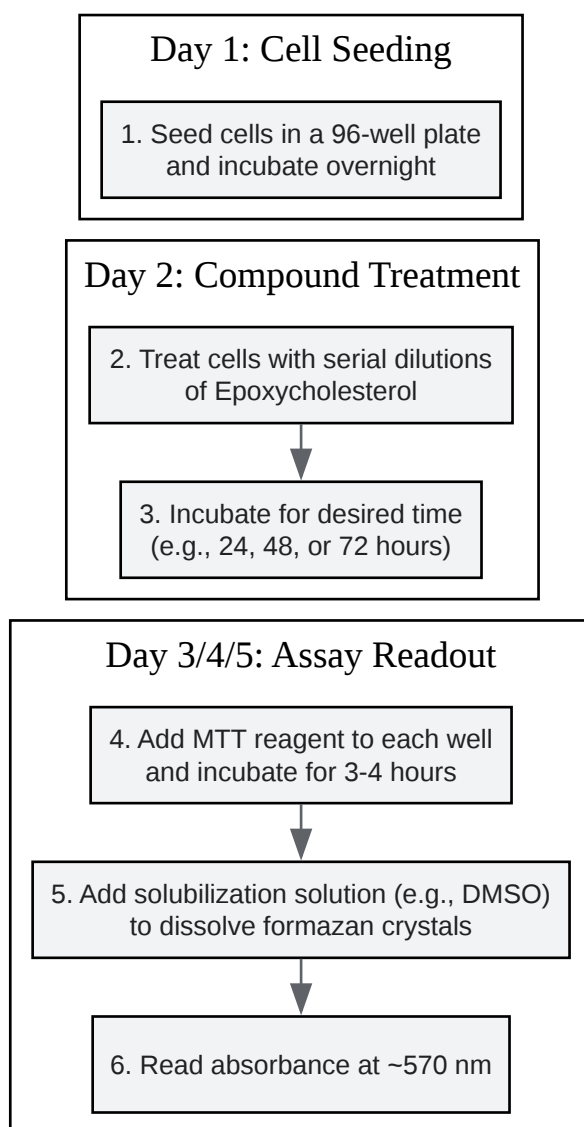 Day 1: Cell Seeding
1. Seed cells in a 96-well plate
and incubate overnight
Day 2: Compound Treatment
2. Treat cells with serial dilutions
of Epoxycholesterol
3. Incubate for desired time
(e.g., 24, 48, or 72 hours)
Day 3/4/5: Assay Readout
4. Add MTT reagent to each well
and incubate for 3-4 hours
5. Add solubilization solution (e.g., DMSO)
to dissolve formazan crystals
6. Read absorbance at ~570 nm